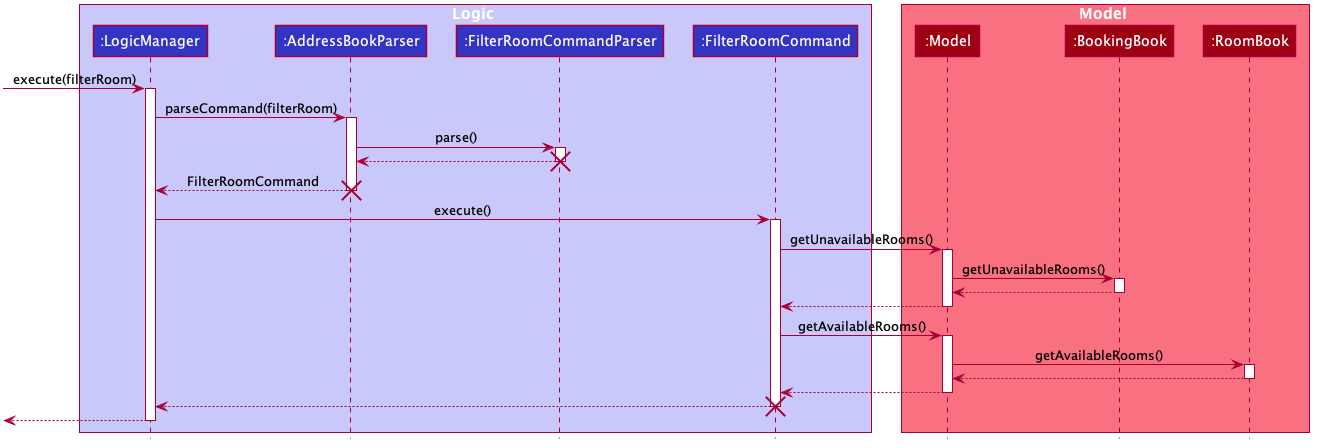 Logic
Model
:LogicManager
:AddressBookParser
:FilterRoomCommandParser
:FilterRoomCommand
:Model
:BookingBook
:RoomBook
execute(filterRoom)
parseCommand(filterRoom)
parse()
FilterRoomCommand
execute()
getUnavailableRooms()
getUnavailableRooms()
getAvailableRooms()
getAvailableRooms()